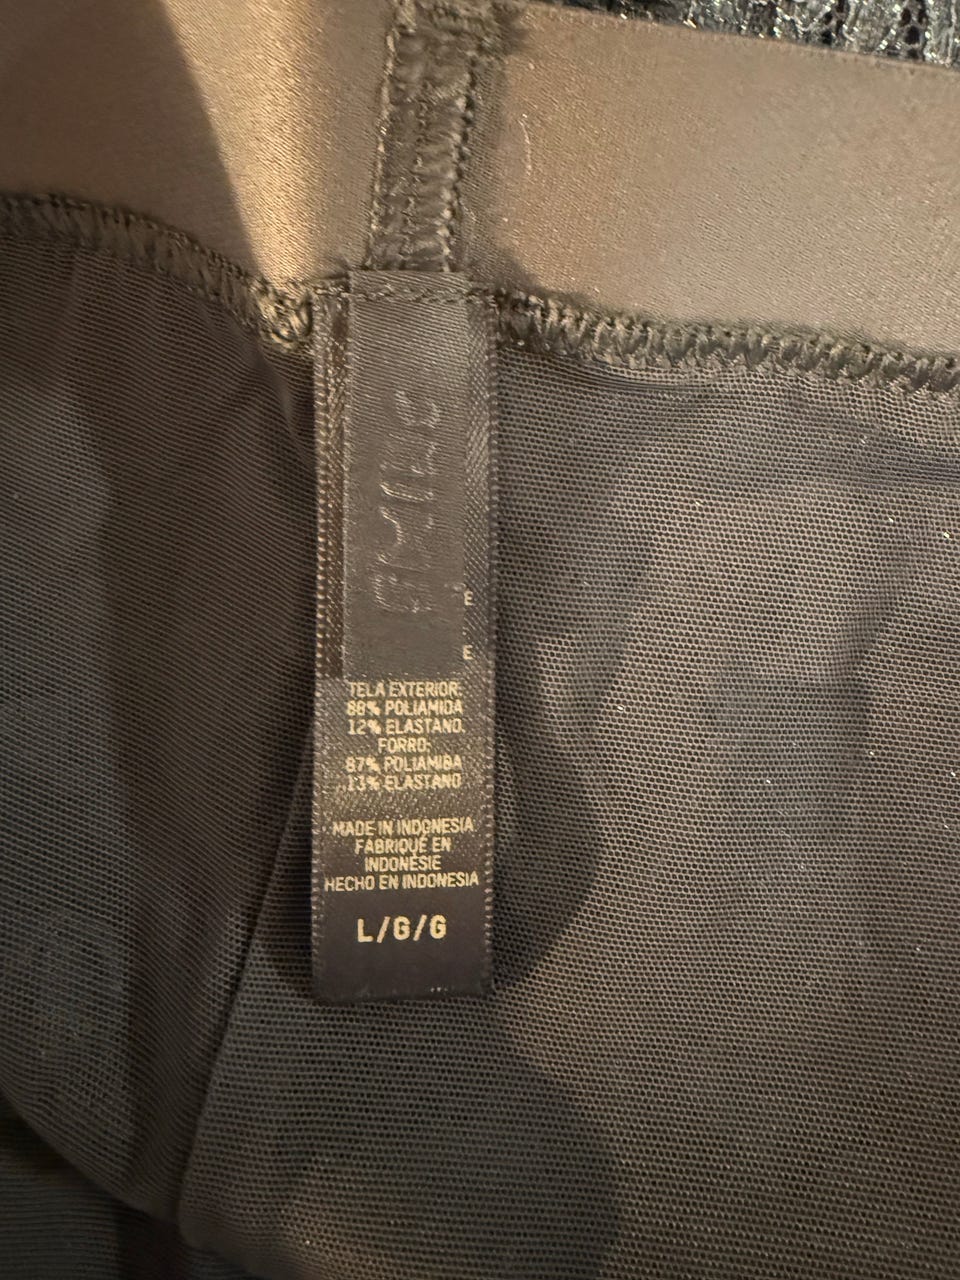 E
E
TELA EXTERIOR:
88% POLIAMIDA
12% ELASTANO.
FORRO:
87% POLIAMIDA
13% ELASTANO
MADE IN INDONESIA
FABRIQUÉ EN
INDONÉSIE
HECHO EN INDONESIA
L/G/G